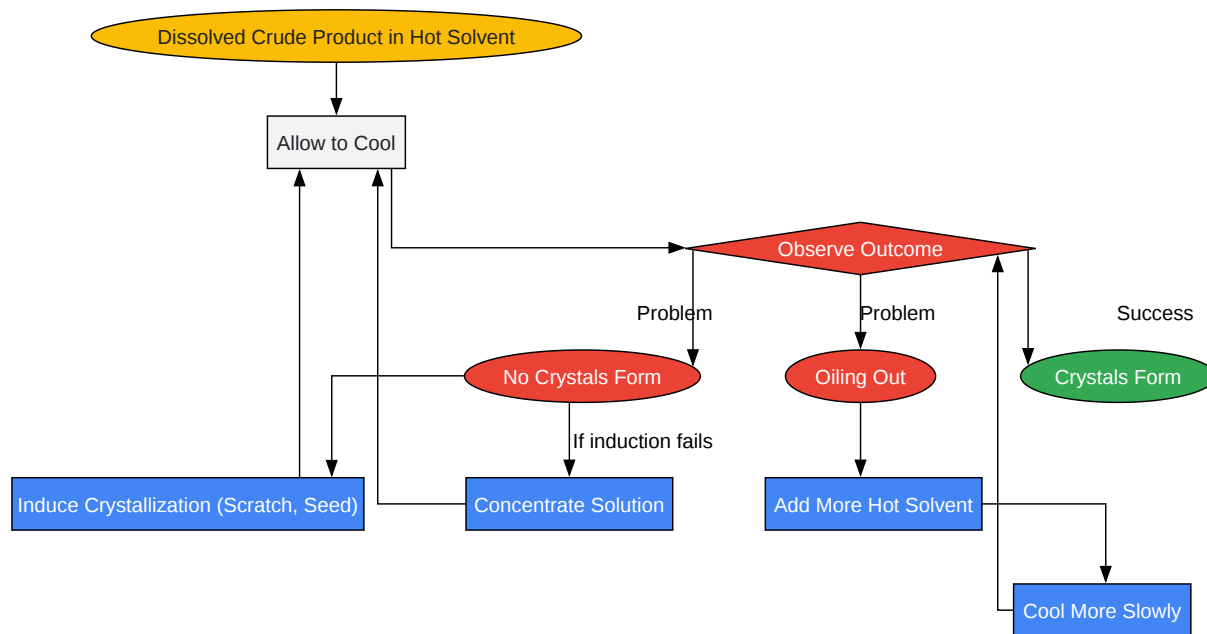 Dissolved Crude Product in Hot Solvent
Allow to Cool
Observe Outcome
Problem
Problem
Success
No Crystals Form
Oiling Out
Crystals Form
If induction fails
Induce Crystallization (Scratch, Seed)
Concentrate Solution
Add More Hot Solvent
Cool More Slowly